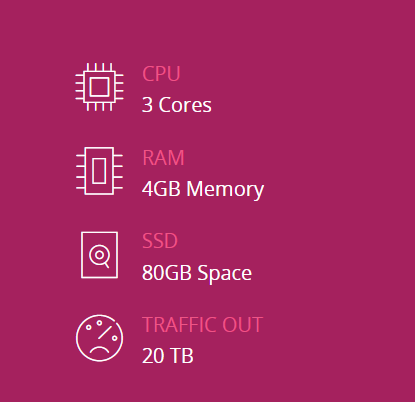 CPU
3 Cores
RAM
4GB Memory
SSD
80GB Space
TRAFFIC OUT
20 TB